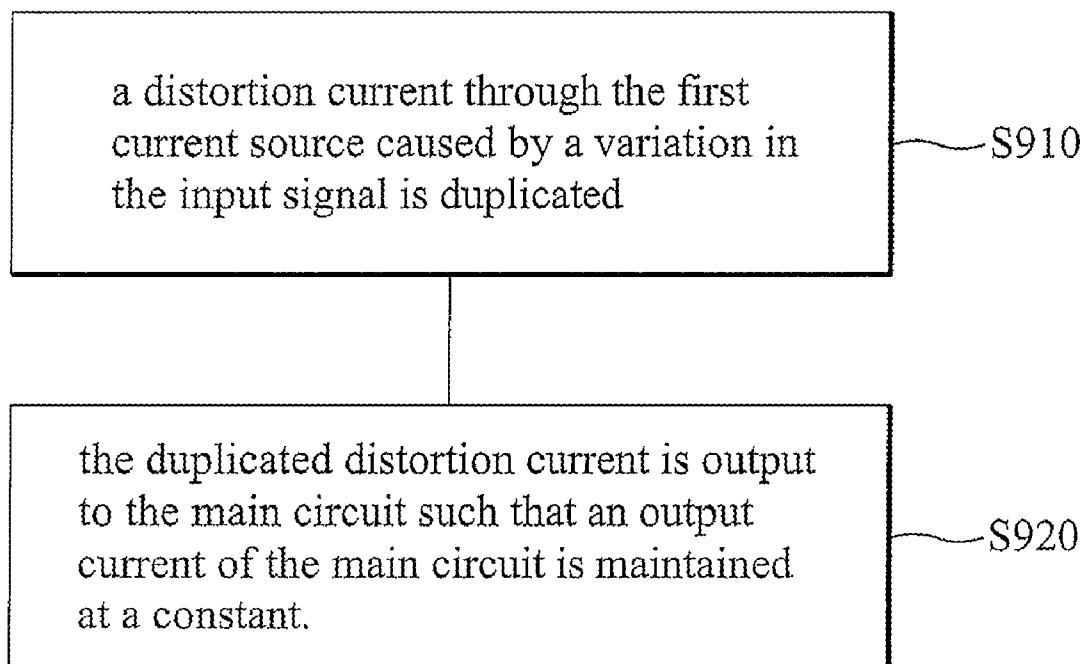 a distortion current through the first
current source caused by a variation in
the input signal is duplicated
S910
the duplicated distortion current is output
to the main circuit such that an output
current of the main circuit is maintained
at a constant.
S920